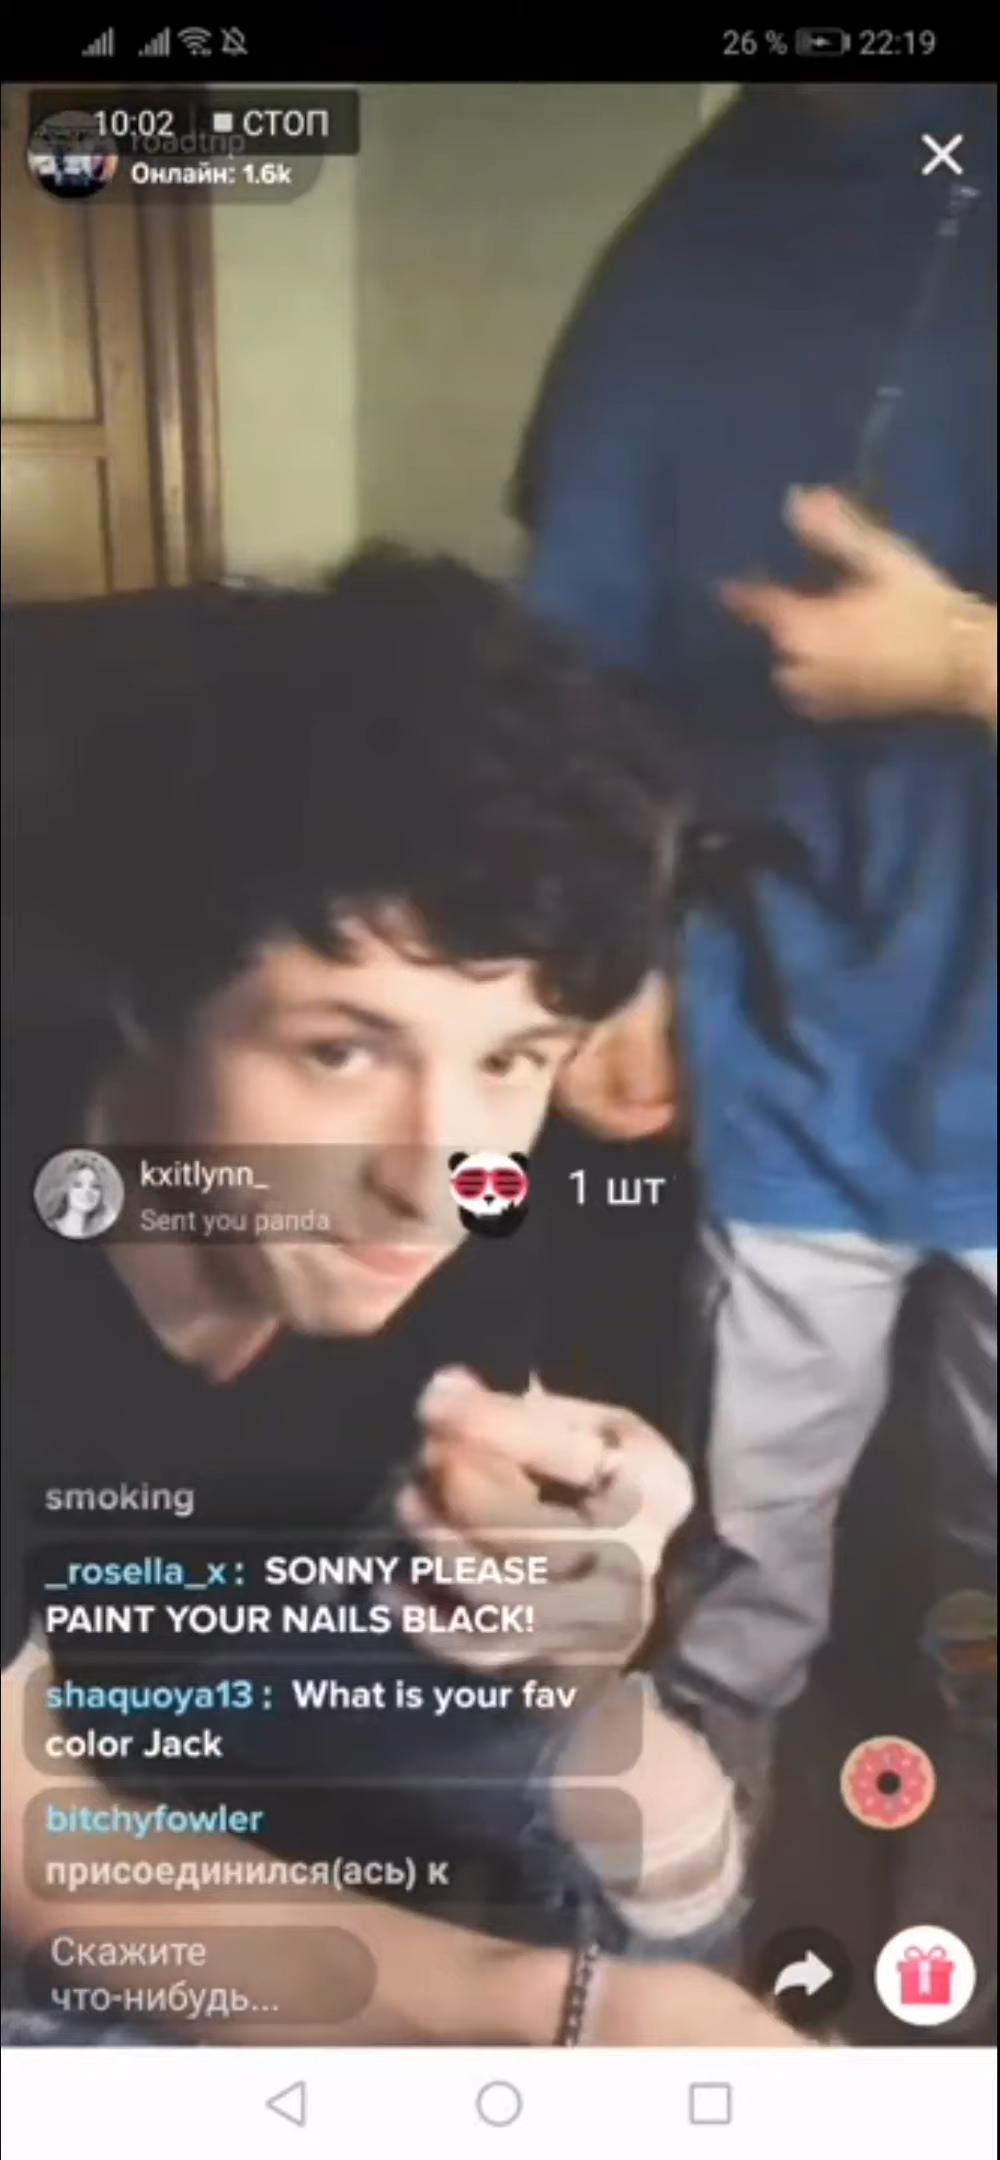 26 % 22:19
10:02 СТОП
roadtrip
Онлайн: 1.6k
kxitlynn_
Sent you panda
1 шт
smoking
_rosella_x : SONNY PLEASE
PAINT YOUR NAILS BLACK!
shaquoya13 : What is your fav
color Jack
bitchyfowler
присоединился(ась) к
Скажите
что-нибудь...